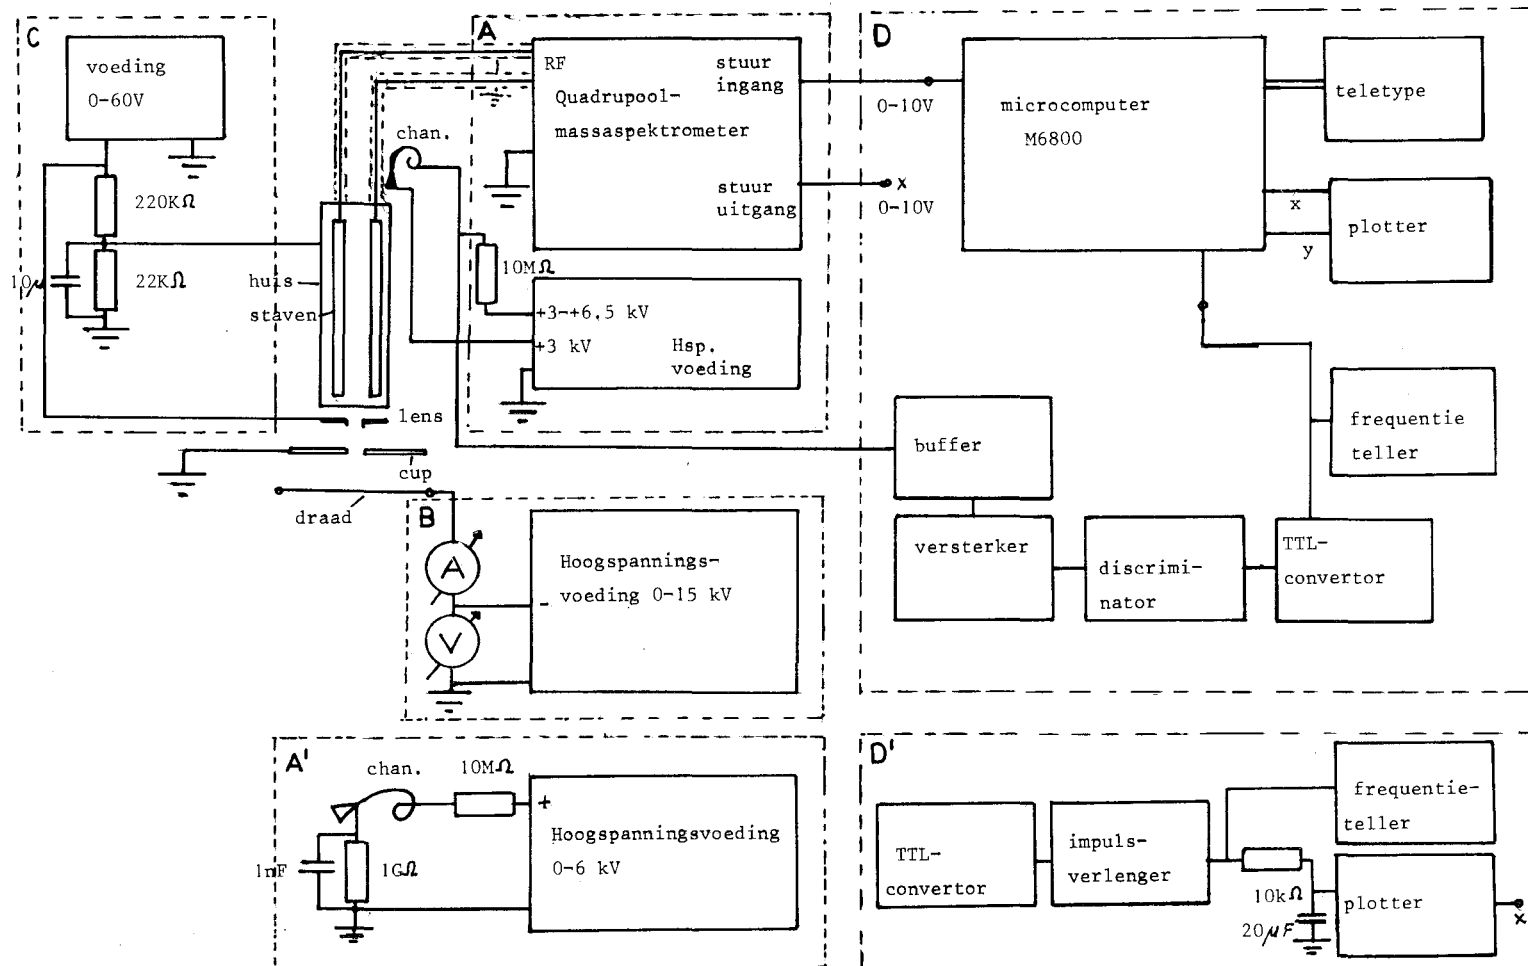 C
voeding
0-60V
220KΩ
10μ
22KΩ
huis
staven
chan.
lens
cup
draad
A
RF
stuur
ingang
Quadrupool-
massaspektrometer
stuur
uitgang
0-10V
x
0-10V
10MΩ
+3-+6,5 kV
+3 kV
Hsp.
voeding
B
A
V
Hoogspannings-
voeding 0-15 kV
-
D
microcomputer
M6800
teletype
x
y
plotter
frequentie
teller
buffer
versterker
discrimi-
nator
TTL-
convertor
A'
chan.
10MΩ
+
Hoogspanningsvoeding
0-6 kV
1nF
1GΩ
D'
TTL-
convertor
impuls-
verlenger
frequentie-
teller
10kΩ
20μF
plotter
x